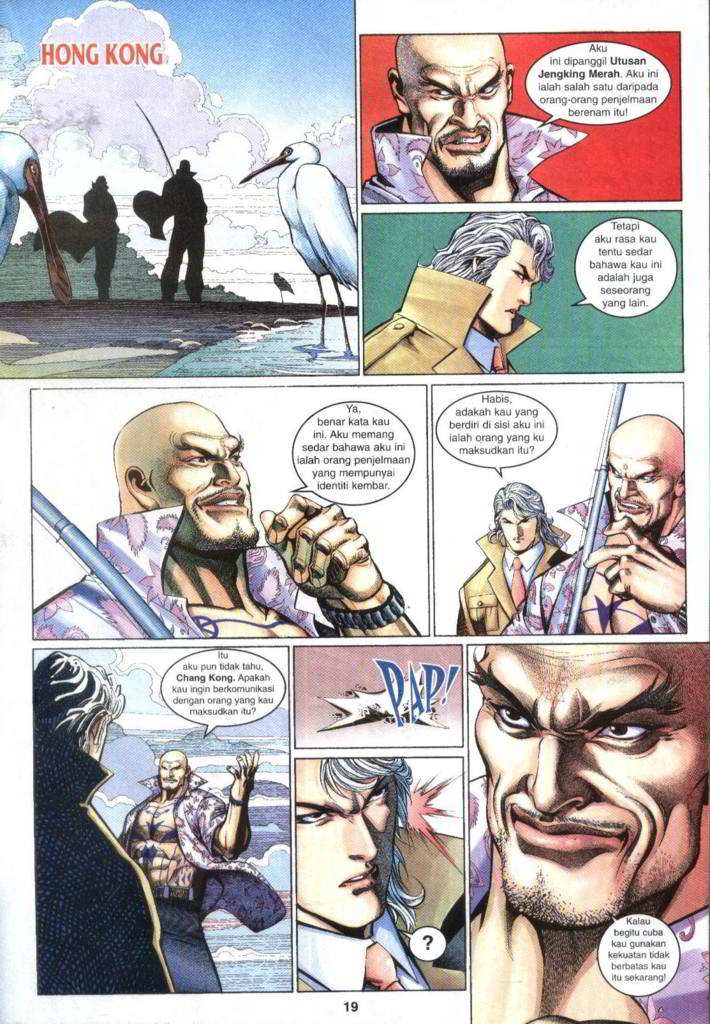 HONG KONG
Aku
ini dipanggil Utusan
Jengking Merah. Aku ini
ialah salah satu daripada
orang-orang penjelmaan
berenam itu!
Tetapi
aku rasa kau
tentu sedar
bahawa kau ini
adalah juga
seseorang
yang lain.
Ya,
benar kata kau
ini. Aku memang
sedar bahawa aku ini
ialah orang penjelmaan
yang mempunyai
identiti kembar.
Habis,
adakah kau yang
berdiri di sisi aku ini
ialah orang yang ku
maksudkan itu?
Itu
aku pun tidak tahu,
Chang Kong. Apakah
kau ingin berkomunikasi
dengan orang yang kau
maksudkan itu?
PAP!
?
Kalau
begitu cuba
kau gunakan
kekuatan tidak
berbatas kau
itu sekarang!
19